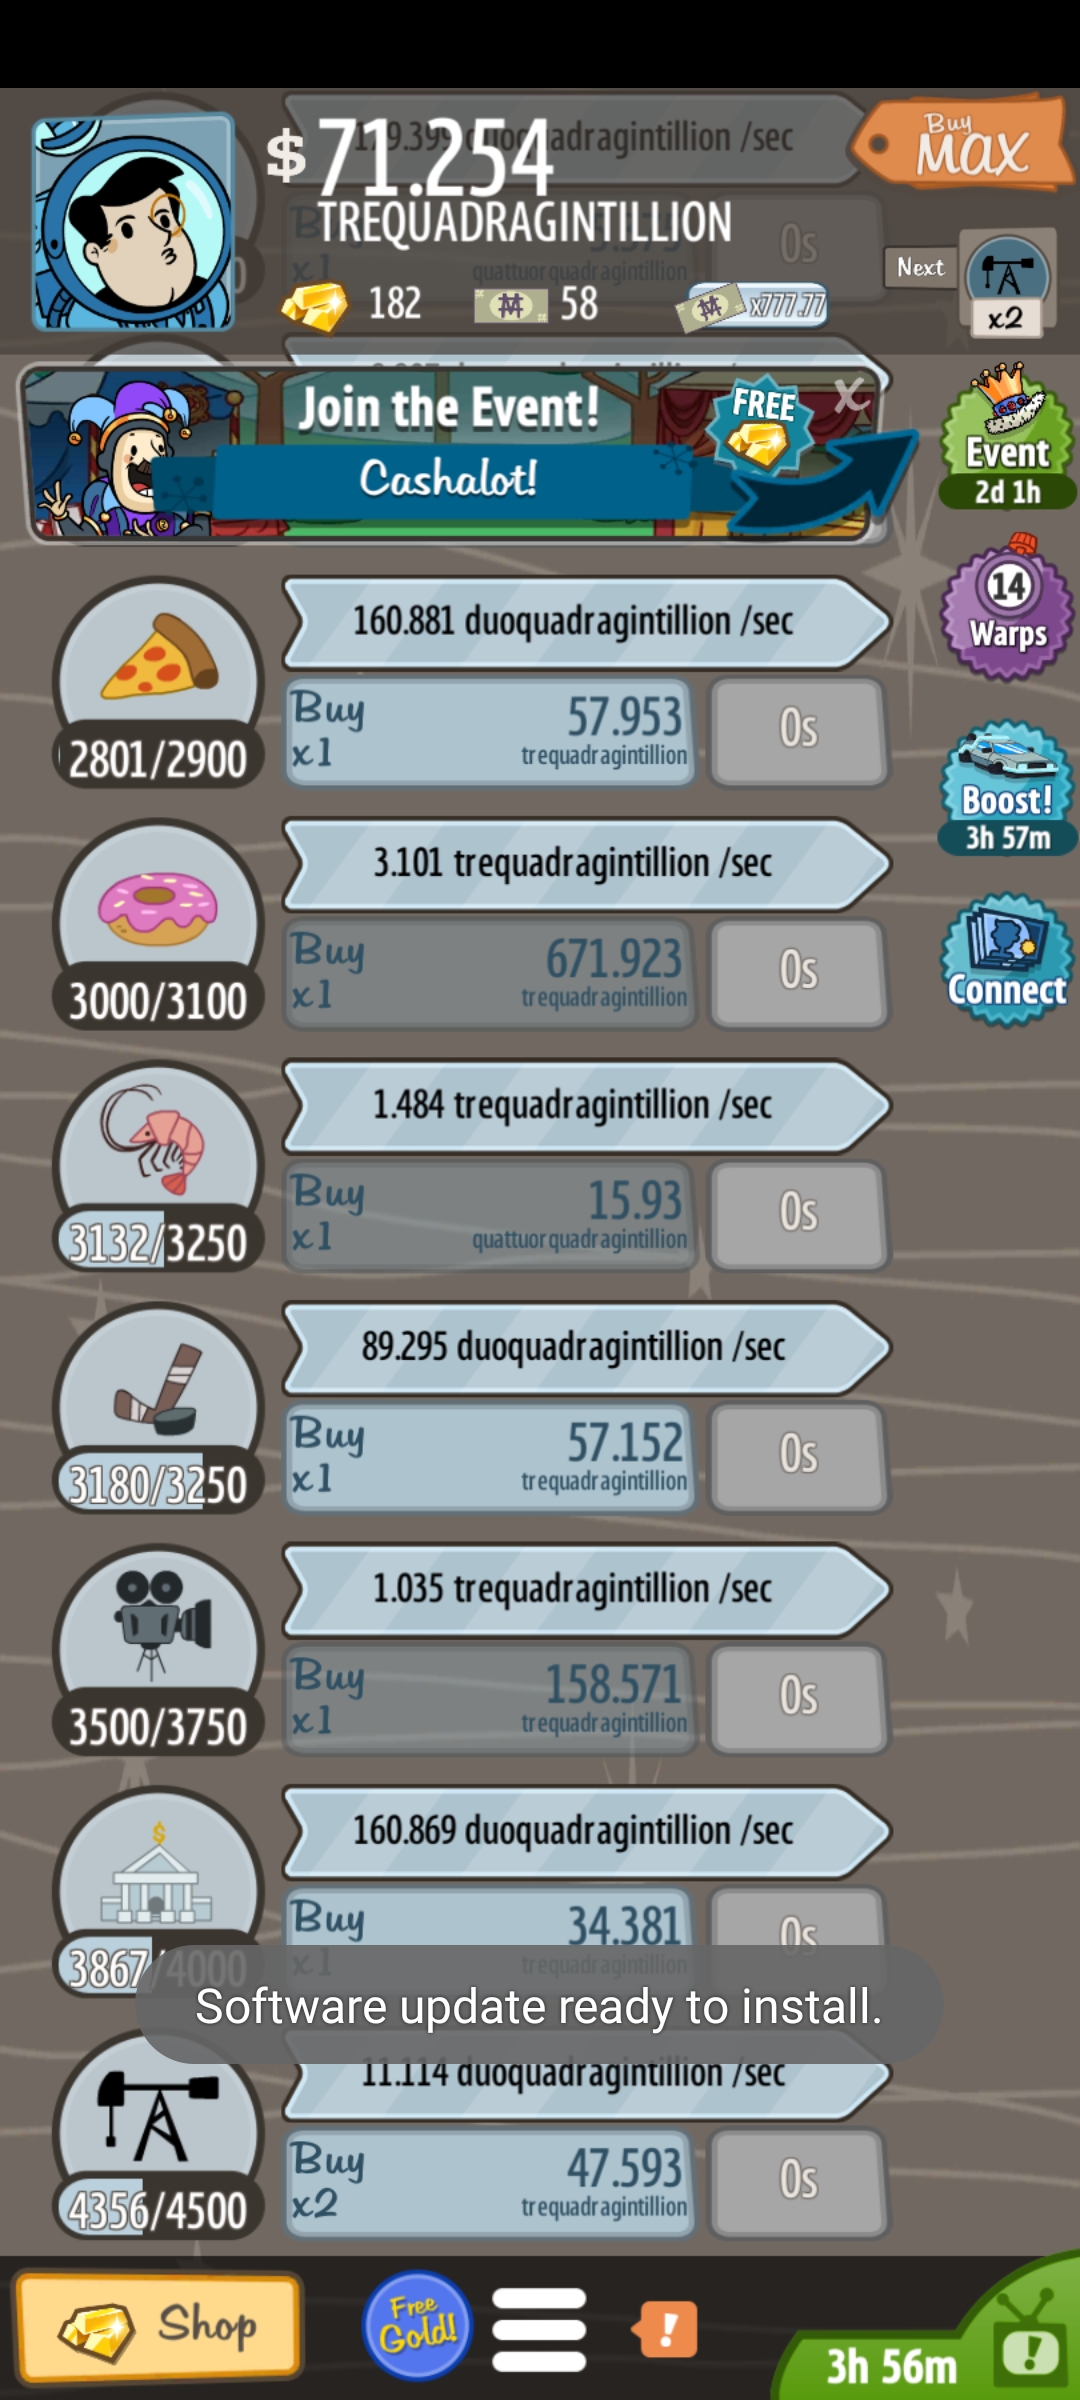 $ 71.254
TREQUADRAGINTILLION
duoquadragintillion /sec
Buy
MAX
Buy
x1
quattuorquadragintillion
0s
182
58
x777.77
Next
x2
Join the Event!
Cashalot!
FREE
X
Event
2d 1h
14
Warps
160.881 duoquadragintillion /sec
Buy 57.953
x1 trequadragintillion
0s
2801/2900
Boost!
3h 57m
3.101 trequadragintillion /sec
Buy 671.923
x1 trequadragintillion
0s
3000/3100
Connect
1.484 trequadragintillion /sec
Buy 15.93
x1 quattuorquadragintillion
0s
3132/3250
89.295 duoquadragintillion /sec
Buy 57.152
x1 trequadragintillion
0s
3180/3250
1.035 trequadragintillion /sec
Buy 158.571
x1 trequadragintillion
0s
3500/3750
$
160.869 duoquadragintillion /sec
Buy 34.381
x1 trequadragintillion
0s
3867/4000
Software update ready to install.
11.114 duoquadragintillion /sec
Buy 47.593
x2 trequadragintillion
0s
4356/4500
Shop
Free
Gold!
!
3h 56m
!